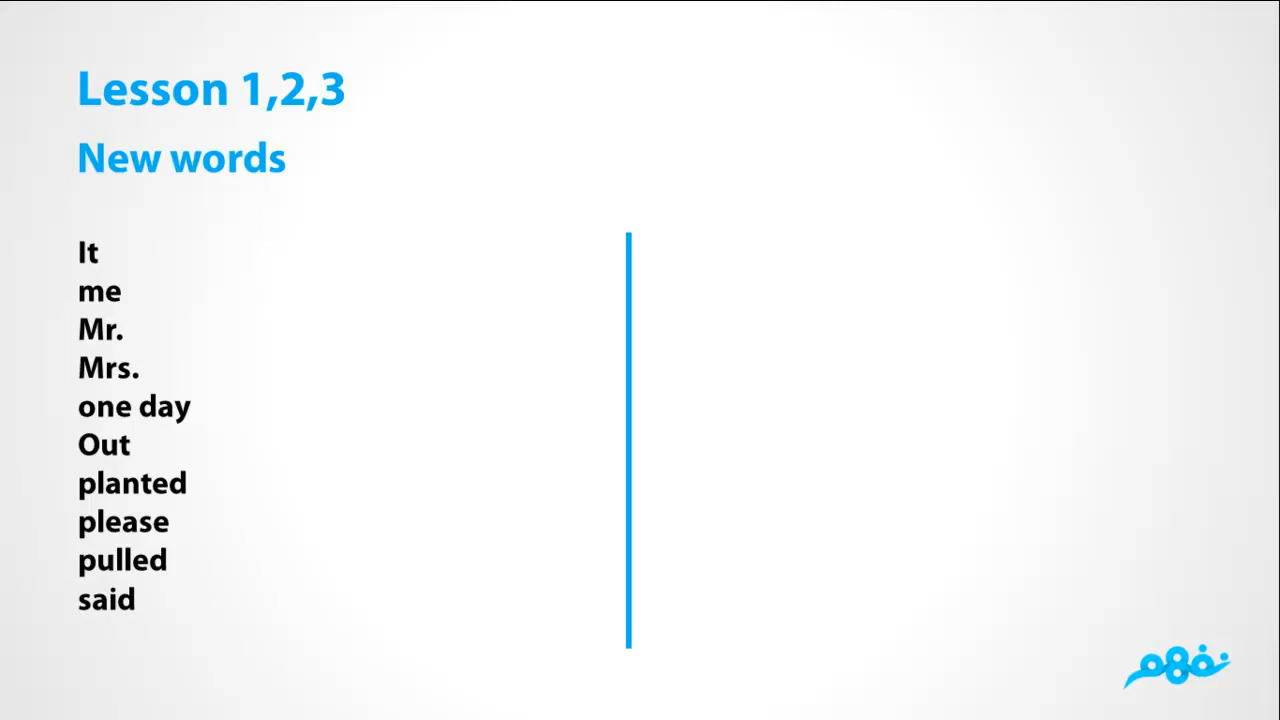 Lesson 1,2,3
New words
It
me
Mr.
Mrs.
one day
Out
planted
please
pulled
said
نفهم